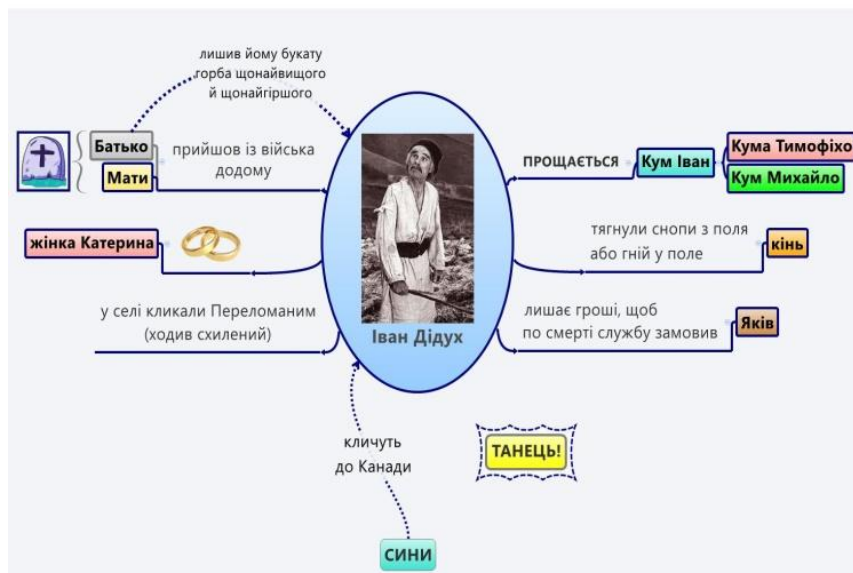 лишив йому букату
горба щонайвищого
й щонайгіршого
Батько
Мати
прийшов із війська
додому
жінка Катерина
у селі кликали Переломаним
(ходив схилений)
Іван Дідух
ПРОЩАЄТЬСЯ
Кум Іван
Кума Тимофіхо
Кум Михайло
тягнули снопи з поля
або гній у поле
кінь
лишає гроші, щоб
по смерті службу замовив
Яків
кличуть
до Канади
ТАНЕЦЬ!
СИНИ